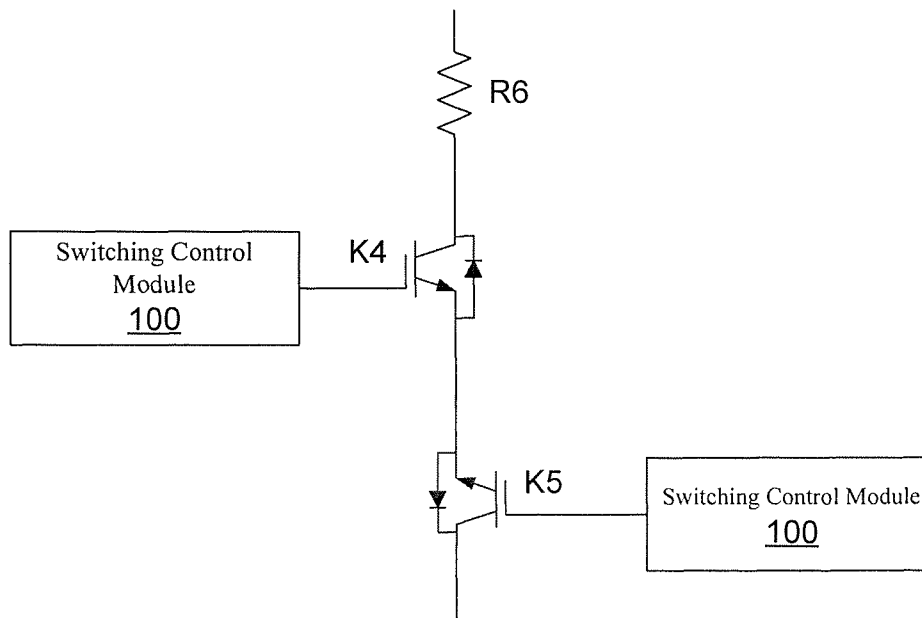 R6
Switching Control
Module
100
K4
K5
Switching Control Module
100